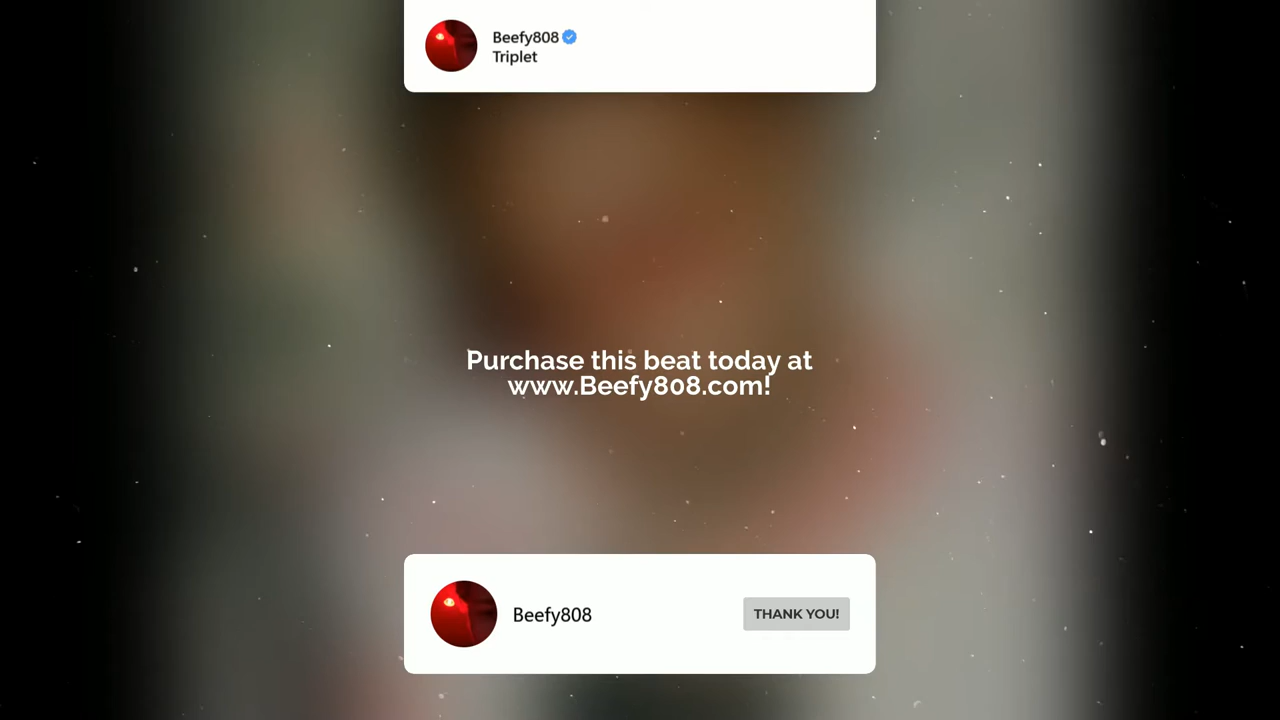 Beefy808
Triplet
Purchase this beat today at
www.Beefy808.com!
Beefy808
THANK YOU!